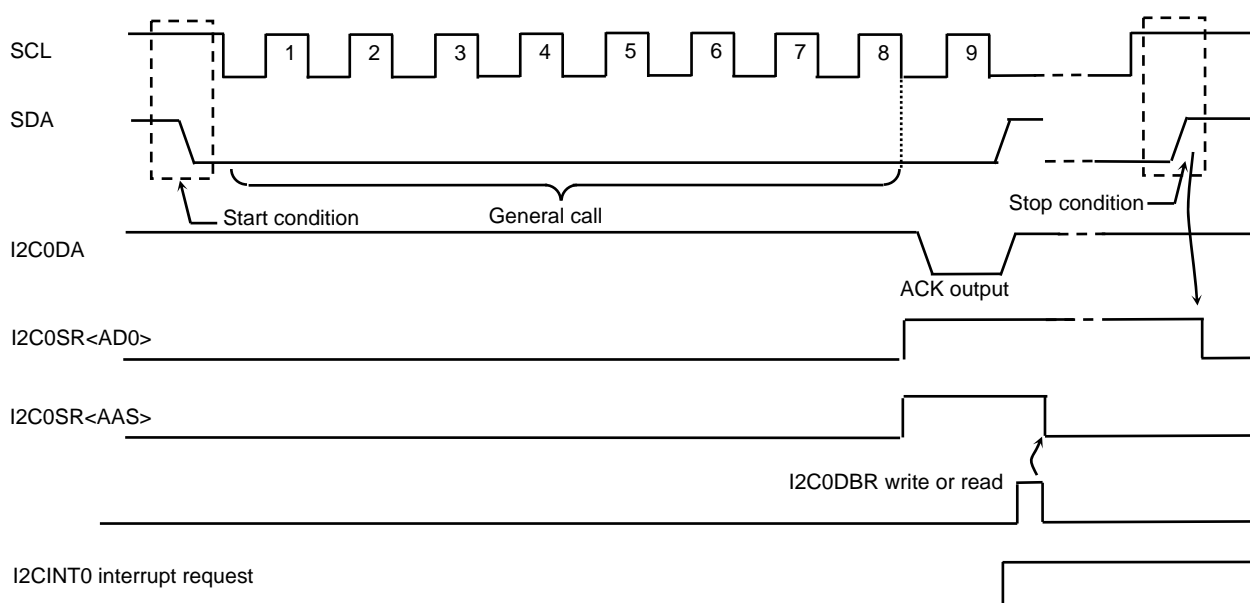 SCL
1 2 3 4 5 6 7 8 9
SDA
Start condition
General call
Stop condition
I2C0DA
ACK output
I2C0SR<AD0>
I2C0SR<AAS>
I2C0DBR write or read
I2CINT0 interrupt request